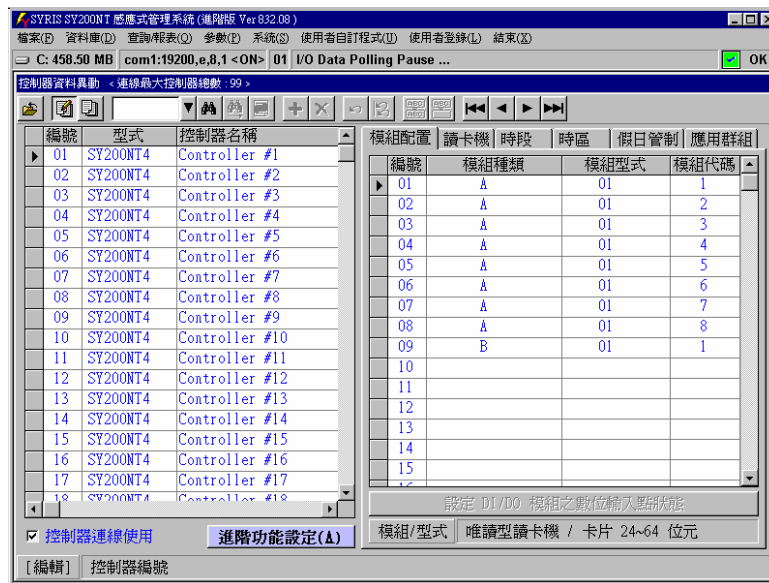 SYRIS SY200NT 感應式管理系統 (進階版 Ver 832.08 )
檔案(F) 資料庫(D) 查詢/報表(Q) 參數(P) 系統(S) 使用者自訂程式(U) 使用者登錄(L) 結束(X)
C: 458.50 MB com1:19200,e,8,1 <ON> 01 I/O Data Polling Pause ... OK
控制器資料異動 < 連線最大控制器總數 : 99 >
編號 型式 控制器名稱
01 SY200NT4 Controller #1
02 SY200NT4 Controller #2
03 SY200NT4 Controller #3
04 SY200NT4 Controller #4
05 SY200NT4 Controller #5
06 SY200NT4 Controller #6
07 SY200NT4 Controller #7
08 SY200NT4 Controller #8
09 SY200NT4 Controller #9
10 SY200NT4 Controller #10
11 SY200NT4 Controller #11
12 SY200NT4 Controller #12
13 SY200NT4 Controller #13
14 SY200NT4 Controller #14
15 SY200NT4 Controller #15
16 SY200NT4 Controller #16
17 SY200NT4 Controller #17
18 SY200NT4 Controller #18
控制器連線使用 進階功能設定(A)
模組配置 讀卡機 時段 時區 假日管制 應用群組
編號 模組種類 模組型式 模組代碼
01 A 01 1
02 A 01 2
03 A 01 3
04 A 01 4
05 A 01 5
06 A 01 6
07 A 01 7
08 A 01 8
09 B 01 1
10
11
12
13
14
15
16
設定 DI/DO 模組之數位輸入點狀態
模組/型式 唯讀型讀卡機 / 卡片 24~64 位元
[編輯] 控制器編號